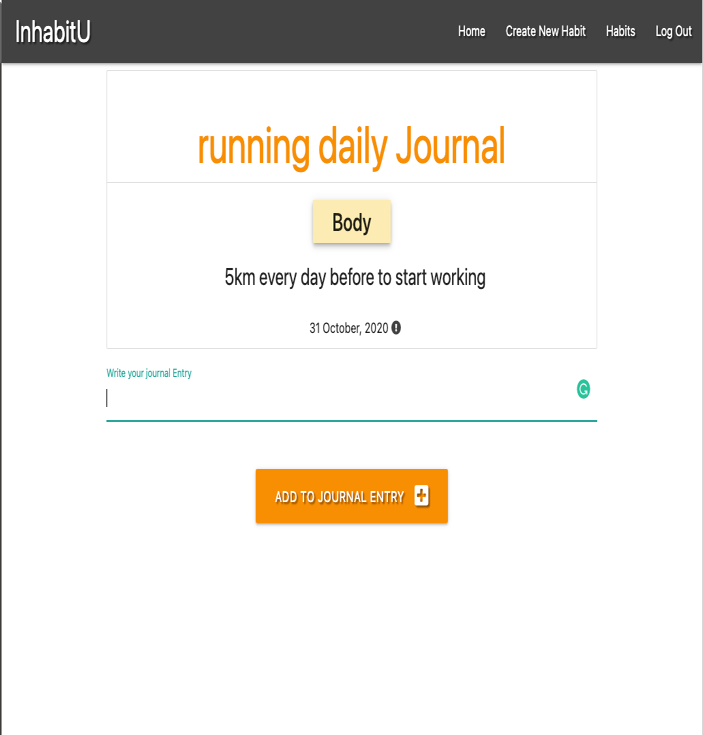 InhabitU
Home Create New Habit Habits Log Out
running daily Journal
Body
5km every day before to start working
31 October, 2020
Write your journal Entry
ADD TO JOURNAL ENTRY